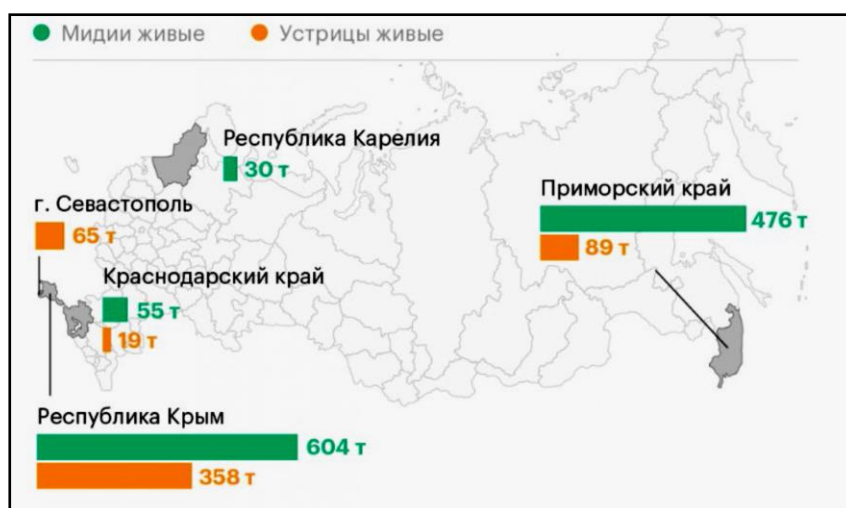 Мидии живые
Устрицы живые
Республика Карелия
30 т
Приморский край
476 т
89 т
г. Севастополь
65 т
Краснодарский край
55 т
19 т
Республика Крым
604 т
358 т